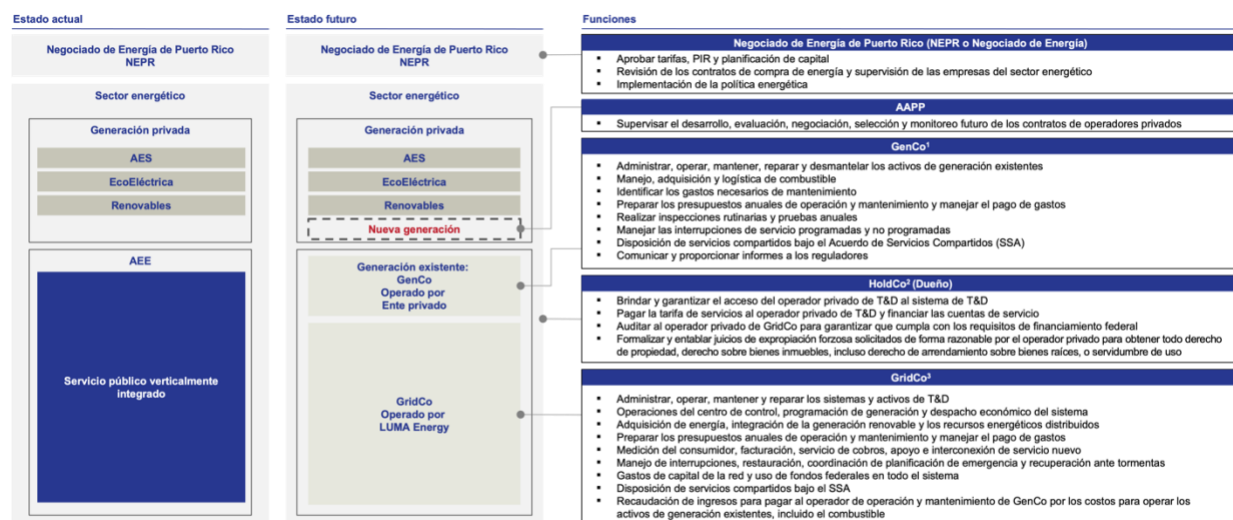 Estado actual
Negociado de Energía de Puerto Rico
NEPR
Sector energético
Generación privada
AES
EcoEléctrica
Renovables
AEE
Servicio público verticalmente
integrado
Estado futuro
Negociado de Energía de Puerto Rico
NEPR
Sector energético
Generación privada
AES
EcoEléctrica
Renovables
Nueva generación
Generación existente:
GenCo
Operado por
Ente privado
GridCo
Operado por
LUMA Energy
Funciones
Negociado de Energía de Puerto Rico (NEPR o Negociado de Energía)
▪ Aprobar tarifas, PIR y planificación de capital
▪ Revisión de los contratos de compra de energía y supervisión de las empresas del sector energético
▪ Implementación de la política energética
AAPP
▪ Supervisar el desarrollo, evaluación, negociación, selección y monitoreo futuro de los contratos de operadores privados
GenCo¹
▪ Administrar, operar, mantener, reparar y desmantelar los activos de generación existentes
▪ Manejo, adquisición y logística de combustible
▪ Identificar los gastos necesarios de mantenimiento
▪ Preparar los presupuestos anuales de operación y mantenimiento y manejar el pago de gastos
▪ Realizar inspecciones rutinarias y pruebas anuales
▪ Manejar las interrupciones de servicio programadas y no programadas
▪ Disposición de servicios compartidos bajo el Acuerdo de Servicios Compartidos (SSA)
▪ Comunicar y proporcionar informes a los reguladores
HoldCo² (Dueño)
▪ Brindar y garantizar el acceso del operador privado de T&D al sistema de T&D
▪ Pagar la tarifa de servicios al operador privado de T&D y financiar las cuentas de servicio
▪ Auditar al operador privado de GridCo para garantizar que cumpla con los requisitos de financiamiento federal
▪ Formalizar y entablar juicios de expropiación forzosa solicitados de forma razonable por el operador privado para obtener todo derecho
de propiedad, derecho sobre bienes inmuebles, incluso derecho de arrendamiento sobre bienes raíces, o servidumbre de uso
GridCo³
▪ Administrar, operar, mantener y reparar los sistemas y activos de T&D
▪ Operaciones del centro de control, programación de generación y despacho económico del sistema
▪ Adquisición de energía, integración de la generación renovable y los recursos energéticos distribuidos
▪ Preparar los presupuestos anuales de operación y mantenimiento y manejar el pago de gastos
▪ Medición del consumidor, facturación, servicio de cobros, apoyo e interconexión de servicio nuevo
▪ Manejo de interrupciones, restauración, coordinación de planificación de emergencia y recuperación ante tormentas
▪ Gastos de capital de la red y uso de fondos federales en todo el sistema
▪ Disposición de servicios compartidos bajo el SSA
▪ Recaudación de ingresos para pagar al operador de operación y mantenimiento de GenCo por los costos para operar los
activos de generación existentes, incluido el combustible